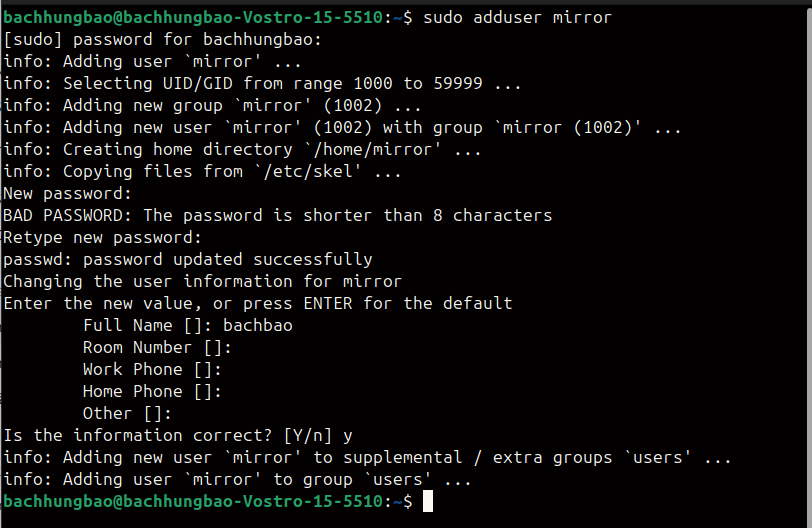 bachhungbao@bachhungbao-Vostro-15-5510:~$ sudo adduser mirror
[sudo] password for bachhungbao:
info: Adding user `mirror' ...
info: Selecting UID/GID from range 1000 to 59999 ...
info: Adding new group `mirror' (1002) ...
info: Adding new user `mirror' (1002) with group `mirror (1002)' ...
info: Creating home directory `/home/mirror' ...
info: Copying files from `/etc/skel' ...
New password:
BAD PASSWORD: The password is shorter than 8 characters
Retype new password:
passwd: password updated successfully
Changing the user information for mirror
Enter the new value, or press ENTER for the default
        Full Name []: bachbao
        Room Number []:
        Work Phone []:
        Home Phone []:
        Other []:
Is the information correct? [Y/n] y
info: Adding new user `mirror' to supplemental / extra groups `users' ...
info: Adding user `mirror' to group `users' ...
bachhungbao@bachhungbao-Vostro-15-5510:~$